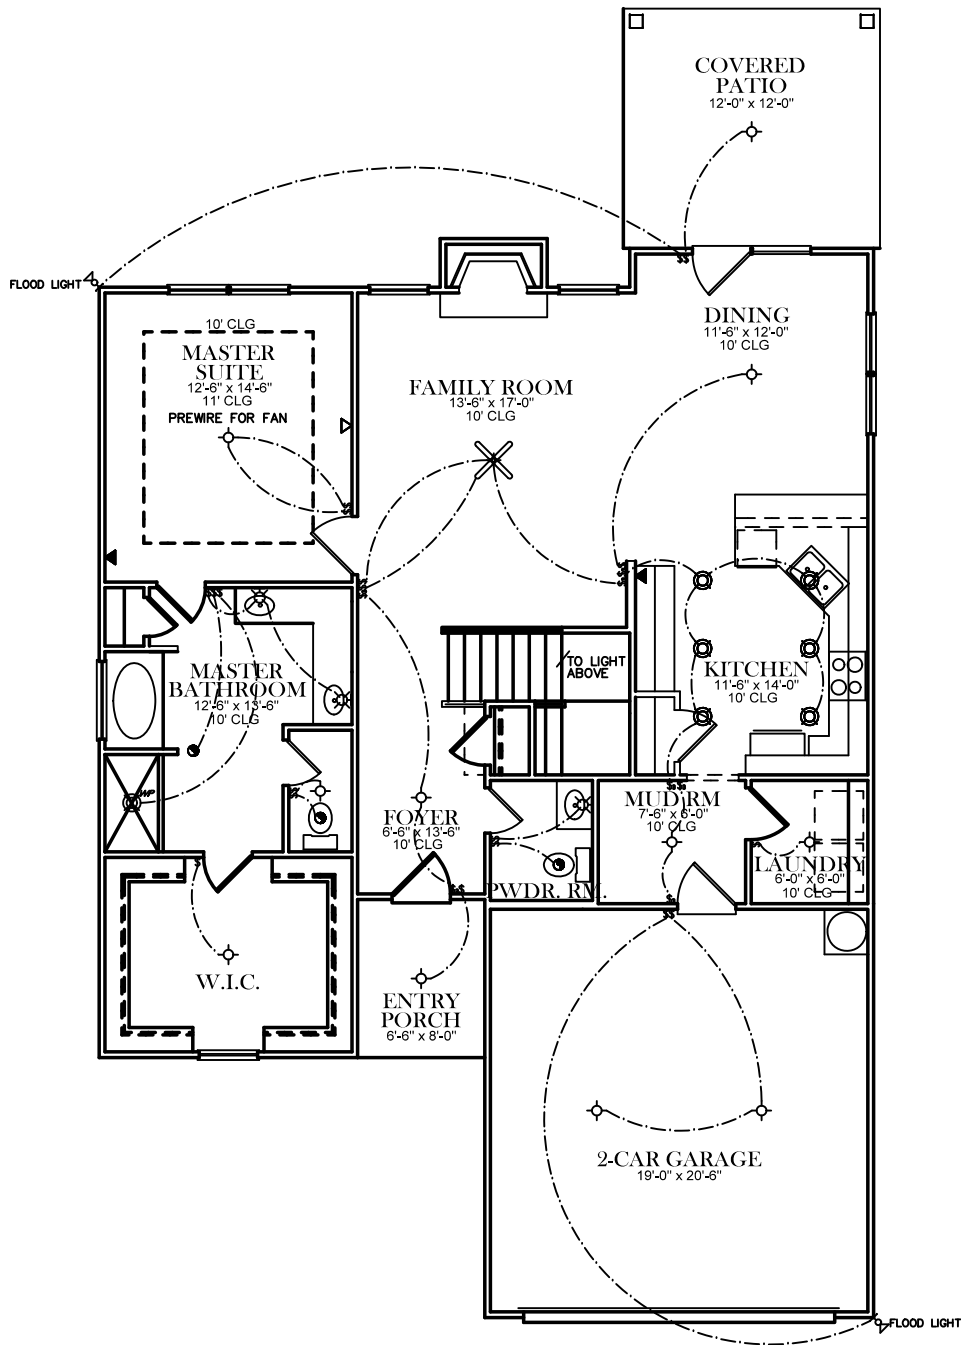 COVERED
PATIO
12'-0" x 12'-0"
FLOOD LIGHT
10' CLG
MASTER
SUITE
12'-6" x 14'-6"
11' CLG
PREWIRE FOR FAN
FAMILY ROOM
13'-6" x 17'-0"
10' CLG
DINING
11'-6" x 12'-0"
10' CLG
MASTER
BATHROOM
12'-6" x 13'-6"
10' CLG
TO LIGHT
ABOVE
KITCHEN
11'-6" x 14'-0"
10' CLG
WP
FOYER
6'-6" x 13'-6"
10' CLG
MUD RM
7'-6" x 6'-0"
10' CLG
LAUNDRY
6'-0" x 6'-0"
10' CLG
PWDR. RM.
W.I.C.
ENTRY
PORCH
6'-6" x 8'-0"
2-CAR GARAGE
19'-0" x 20'-6"
FLOOD LIGHT